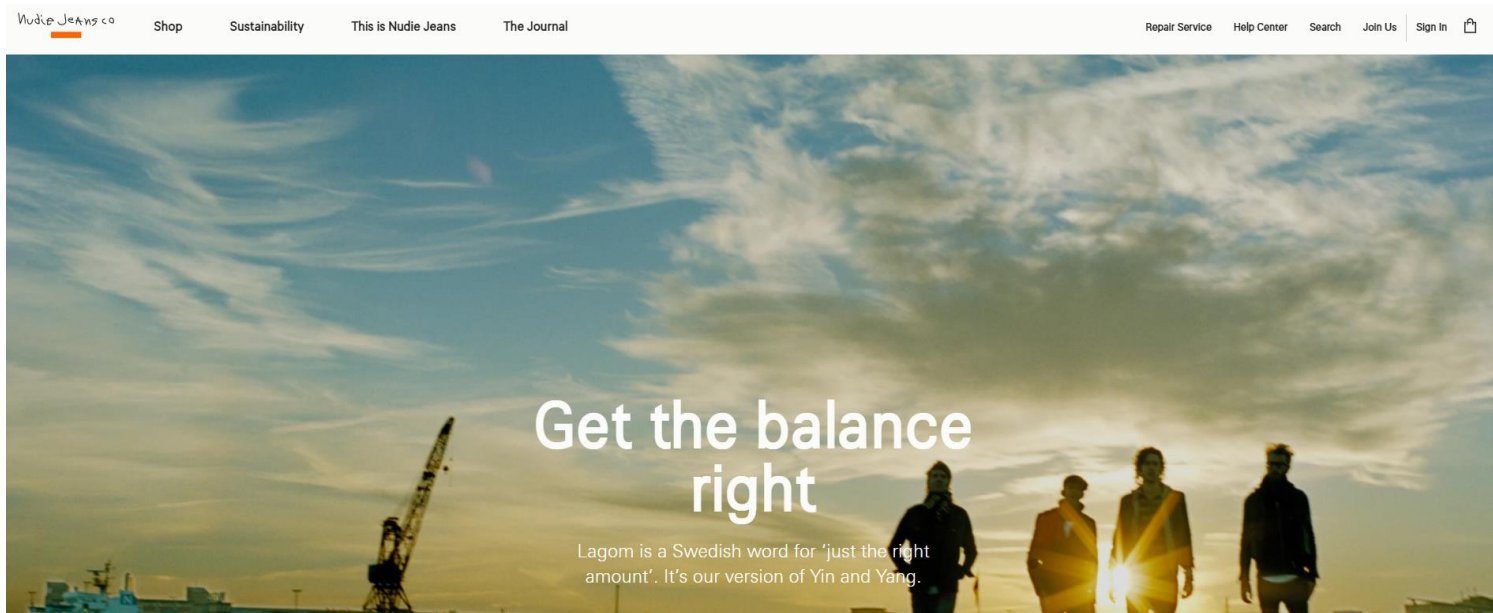 Nudie Jeans co
Shop
Sustainability
This is Nudie Jeans
The Journal
Repair Service
Help Center
Search
Join Us
Sign In
Get the balance
right
Lagom is a Swedish word for ‘just the right
amount’. It’s our version of Yin and Yang.